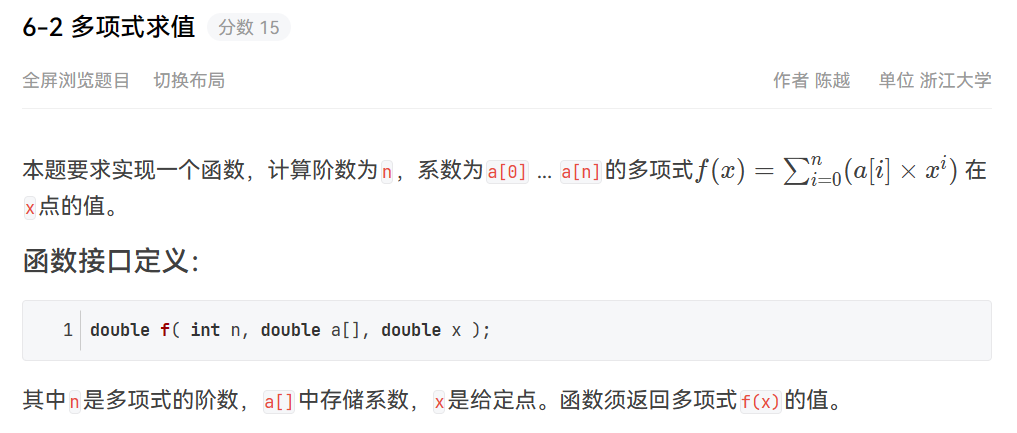 6-2 多项式求值 分数 15
全屏浏览题目 切换布局 作者 陈越 单位 浙江大学
本题要求实现一个函数，计算阶数为n，系数为a[0] ... a[n]的多项式f(x) = ∑_{i=0}^{n}(a[i] × x^i) 在
x点的值。
函数接口定义：
1 double f( int n, double a[], double x );
其中n是多项式的阶数，a[]中存储系数，x是给定点。函数须返回多项式f(x)的值。